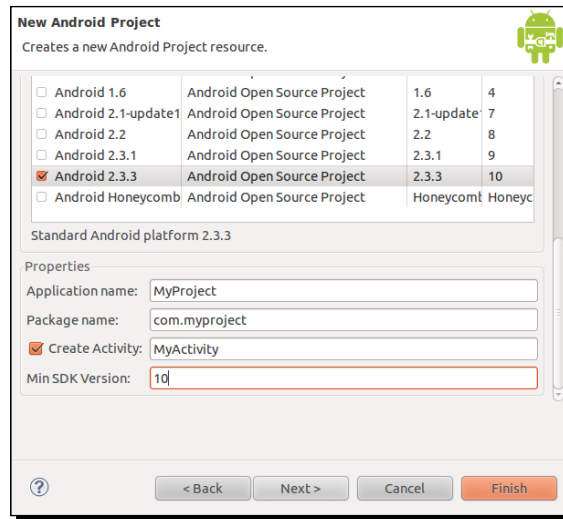 New Android Project
Creates a new Android Project resource.
Android 1.6 Android Open Source Project 1.6 4
Android 2.1-update1 Android Open Source Project 2.1-update 7
Android 2.2 Android Open Source Project 2.2 8
Android 2.3.1 Android Open Source Project 2.3.1 9
Android 2.3.3 Android Open Source Project 2.3.3 10
Android Honeycomb Android Open Source Project Honeycomb Honeyc
Standard Android platform 2.3.3
Properties
Application name: MyProject
Package name: com.myproject
Create Activity: MyActivity
Min SDK Version: 10
? < Back Next > Cancel Finish